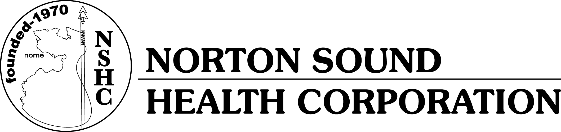 founded-1970
nome
NSHC
NORTON SOUND
HEALTH CORPORATION